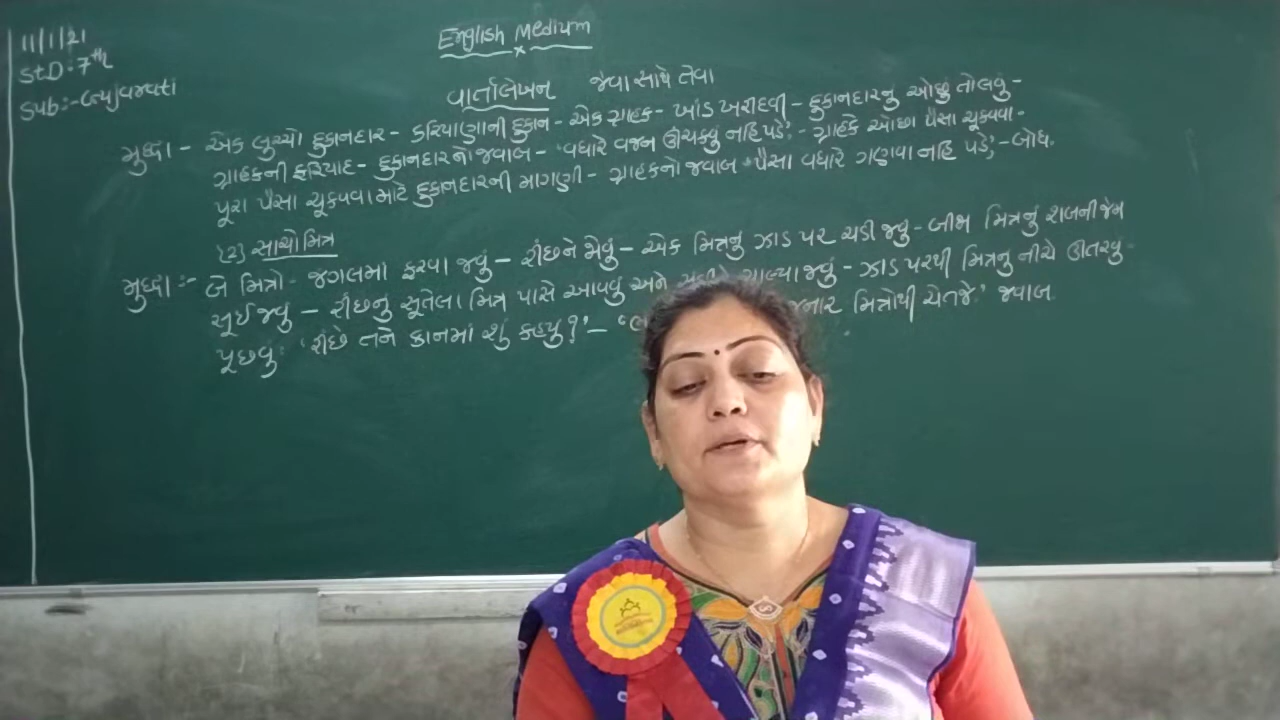 11/1/21
English Medium
STD:- 7th
Sub:- ગુજરાતી
વાર્તાલેખન જેવા સાથે તેવા
મુદ્દા - એક લુચ્ચો દુકાનદાર - કરિયાણાની દુકાન - એક ગ્રાહક - ખાંડ ખરીદવી - દુકાનદારનું ઓછું તોલવું -
ગ્રાહકની ફરિયાદ - દુકાનદારનો જવાબ - 'વધારે વજન ઊંચકવું નહિ પડે.' - ગ્રાહકે ઓછા પૈસા ચૂકવવા -
પૂરા પૈસા ચૂકવવા માટે દુકાનદારની માગણી - ગ્રાહકનો જવાબ 'પૈસા વધારે ગણવા નહિ પડે,' - બોધ.
(2) સાચો મિત્ર
મુદ્દા :- બે મિત્રો - જંગલમાં ફરવા જવું - રીંછને જોવું - એક મિત્રનું ઝાડ પર ચડી જવું - બીજા મિત્રનું શબની જેમ
સૂઈ જવું - રીંછનું સૂતેલા મિત્ર પાસે આવવું અને ચાલ્યા જવું - ઝાડ પરથી મિત્રનું નીચે ઊતરવું -
પૂછવું: 'રીંછે તને કાનમાં શું કહ્યું?' - મિત્રોથી ચેતજે.' જવાબ